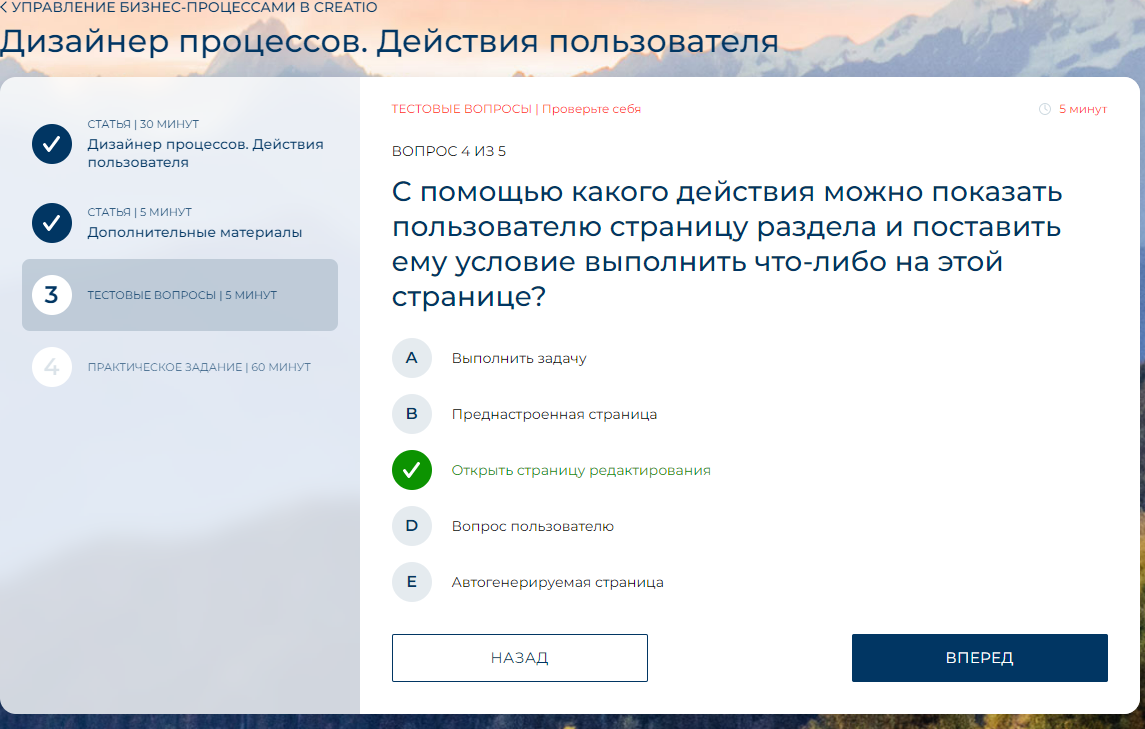 < УПРАВЛЕНИЕ БИЗНЕС-ПРОЦЕССАМИ В CREATIO
Дизайнер процессов. Действия пользователя
СТАТЬЯ | 30 МИНУТ
Дизайнер процессов. Действия
пользователя
СТАТЬЯ | 5 МИНУТ
Дополнительные материалы
3
ТЕСТОВЫЕ ВОПРОСЫ | 5 МИНУТ
4
ПРАКТИЧЕСКОЕ ЗАДАНИЕ | 60 МИНУТ
ТЕСТОВЫЕ ВОПРОСЫ | Проверьте себя
5 минут
ВОПРОС 4 ИЗ 5
С помощью какого действия можно показать
пользователю страницу раздела и поставить
ему условие выполнить что-либо на этой
странице?
A Выполнить задачу
B Преднастроенная страница
Открыть страницу редактирования
D Вопрос пользователю
E Автогенерируемая страница
НАЗАД
ВПЕРЕД